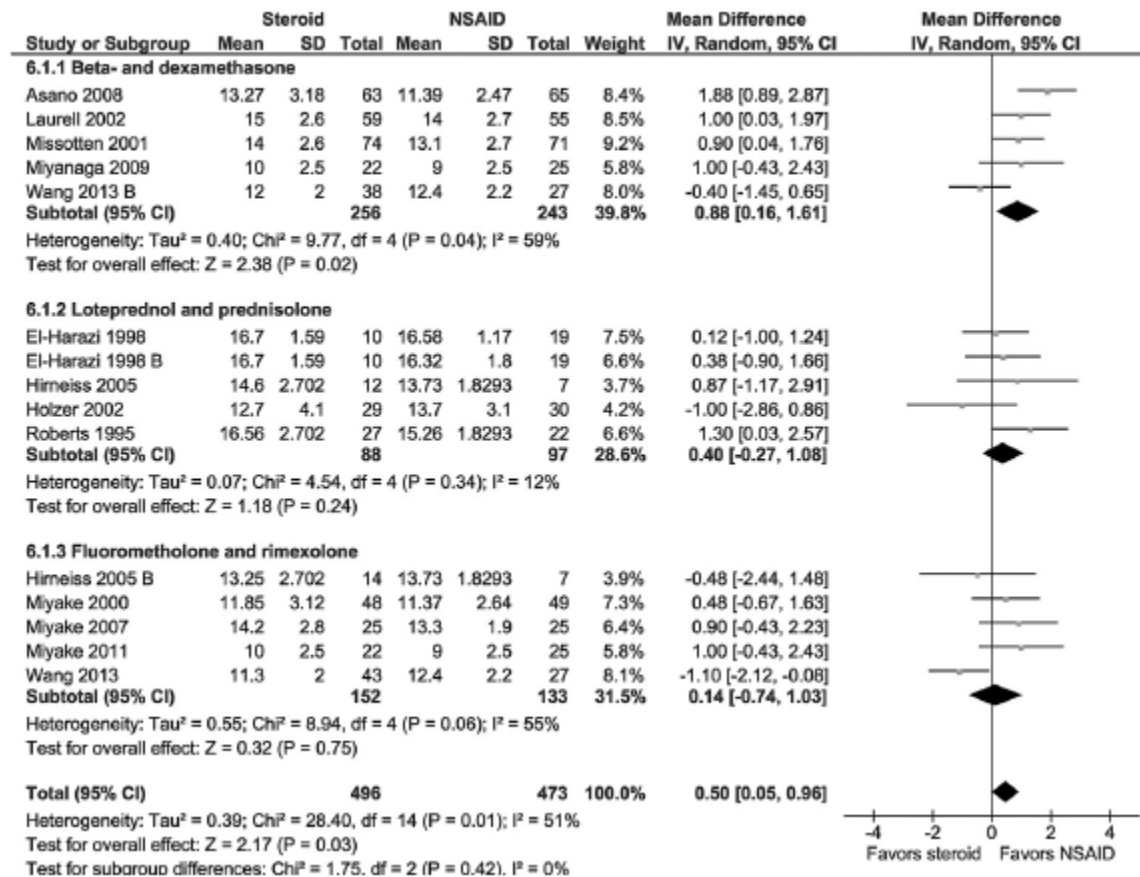 Steroid NSAID Mean Difference Mean Difference
Study or Subgroup Mean SD Total Mean SD Total Weight IV, Random, 95% CI IV, Random, 95% CI
6.1.1 Beta- and dexamethasone
Asano 2008 13.27 3.18 63 11.39 2.47 65 8.4% 1.88 [0.89, 2.87]
Laurell 2002 15 2.6 59 14 2.7 55 8.5% 1.00 [0.03, 1.97]
Missotten 2001 14 2.6 74 13.1 2.7 71 9.2% 0.90 [0.04, 1.76]
Miyanaga 2009 10 2.5 22 9 2.5 25 5.8% 1.00 [-0.43, 2.43]
Wang 2013 B 12 2 38 12.4 2.2 27 8.0% -0.40 [-1.45, 0.65]
Subtotal (95% CI) 256 243 39.8% 0.88 [0.16, 1.61]
Heterogeneity: Tau² = 0.40; Chi² = 9.77, df = 4 (P = 0.04); I² = 59%
Test for overall effect: Z = 2.38 (P = 0.02)
6.1.2 Loteprednol and prednisolone
El-Harazi 1998 16.7 1.59 10 16.58 1.17 19 7.5% 0.12 [-1.00, 1.24]
El-Harazi 1998 B 16.7 1.59 10 16.32 1.8 19 6.6% 0.38 [-0.90, 1.66]
Hirneiss 2005 14.6 2.702 12 13.73 1.8293 7 3.7% 0.87 [-1.17, 2.91]
Holzer 2002 12.7 4.1 29 13.7 3.1 30 4.2% -1.00 [-2.86, 0.86]
Roberts 1995 16.56 2.702 27 15.26 1.8293 22 6.6% 1.30 [0.03, 2.57]
Subtotal (95% CI) 88 97 28.6% 0.40 [-0.27, 1.08]
Heterogeneity: Tau² = 0.07; Chi² = 4.54, df = 4 (P = 0.34); I² = 12%
Test for overall effect: Z = 1.18 (P = 0.24)
6.1.3 Fluorometholone and rimexolone
Hirneiss 2005 B 13.25 2.702 14 13.73 1.8293 7 3.9% -0.48 [-2.44, 1.48]
Miyake 2000 11.85 3.12 48 11.37 2.64 49 7.3% 0.48 [-0.67, 1.63]
Miyake 2007 14.2 2.8 25 13.3 1.9 25 6.4% 0.90 [-0.43, 2.23]
Miyake 2011 10 2.5 22 9 2.5 25 5.8% 1.00 [-0.43, 2.43]
Wang 2013 11.3 2 43 12.4 2.2 27 8.1% -1.10 [-2.12, -0.08]
Subtotal (95% CI) 152 133 31.5% 0.14 [-0.74, 1.03]
Heterogeneity: Tau² = 0.55; Chi² = 8.94, df = 4 (P = 0.06); I² = 55%
Test for overall effect: Z = 0.32 (P = 0.75)
Total (95% CI) 496 473 100.0% 0.50 [0.05, 0.96]
Heterogeneity: Tau² = 0.39; Chi² = 28.40, df = 14 (P = 0.01); I² = 51%
Test for overall effect: Z = 2.17 (P = 0.03)
Test for subgroup differences: Chi² = 1.75, df = 2 (P = 0.42), I² = 0%
-4 -2 0 2 4
Favors steroid Favors NSAID